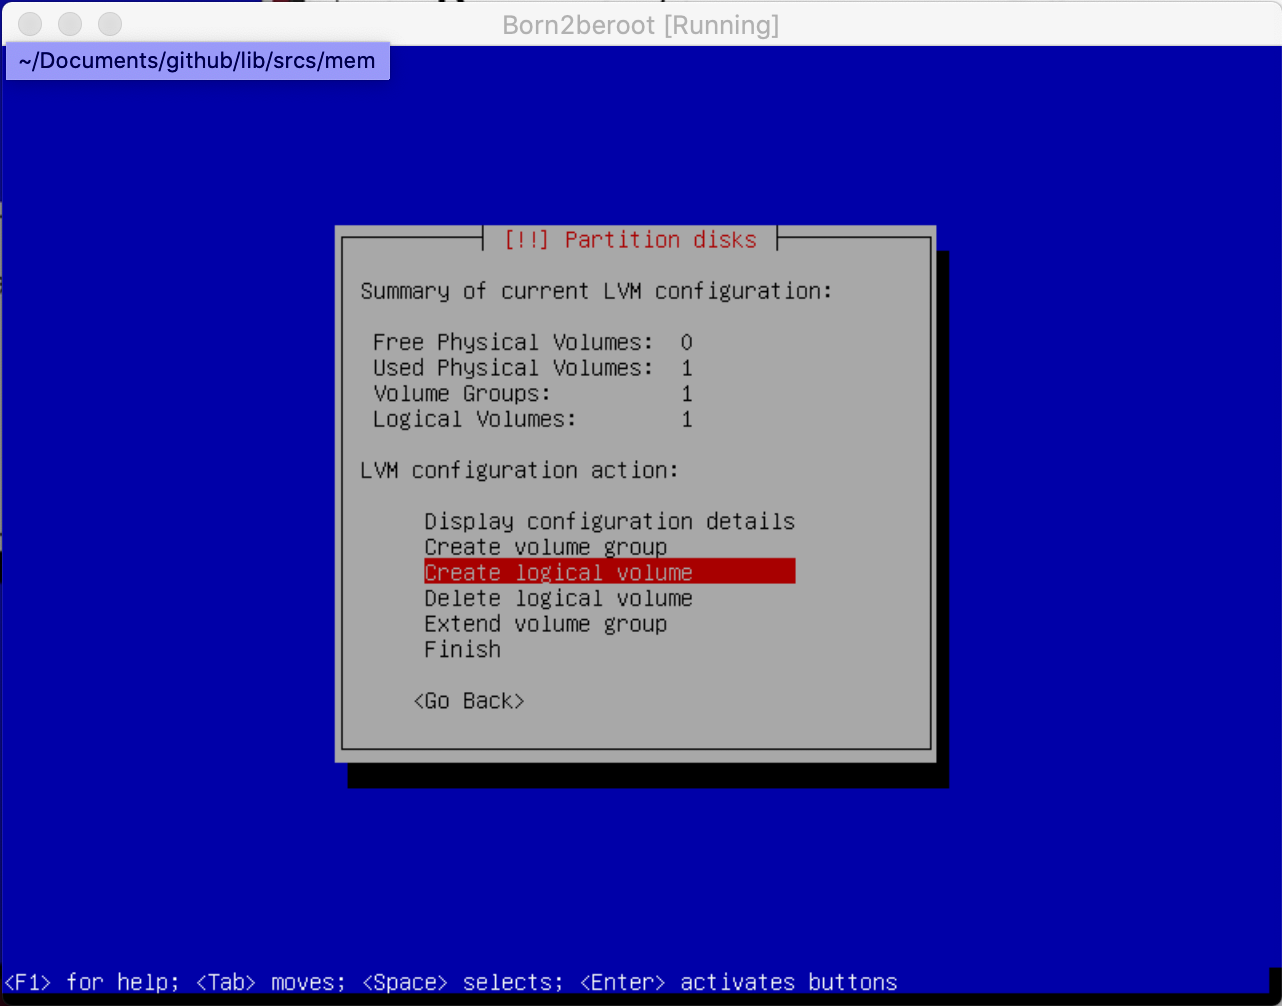 Born2beroot [Running]
~/Documents/github/lib/srcs/mem
[!!] Partition disks
Summary of current LVM configuration:
Free Physical Volumes: 0
Used Physical Volumes: 1
Volume Groups: 1
Logical Volumes: 1
LVM configuration action:
Display configuration details
Create volume group
Create logical volume
Delete logical volume
Extend volume group
Finish
<Go Back>
<F1> for help; <Tab> moves; <Space> selects; <Enter> activates buttons